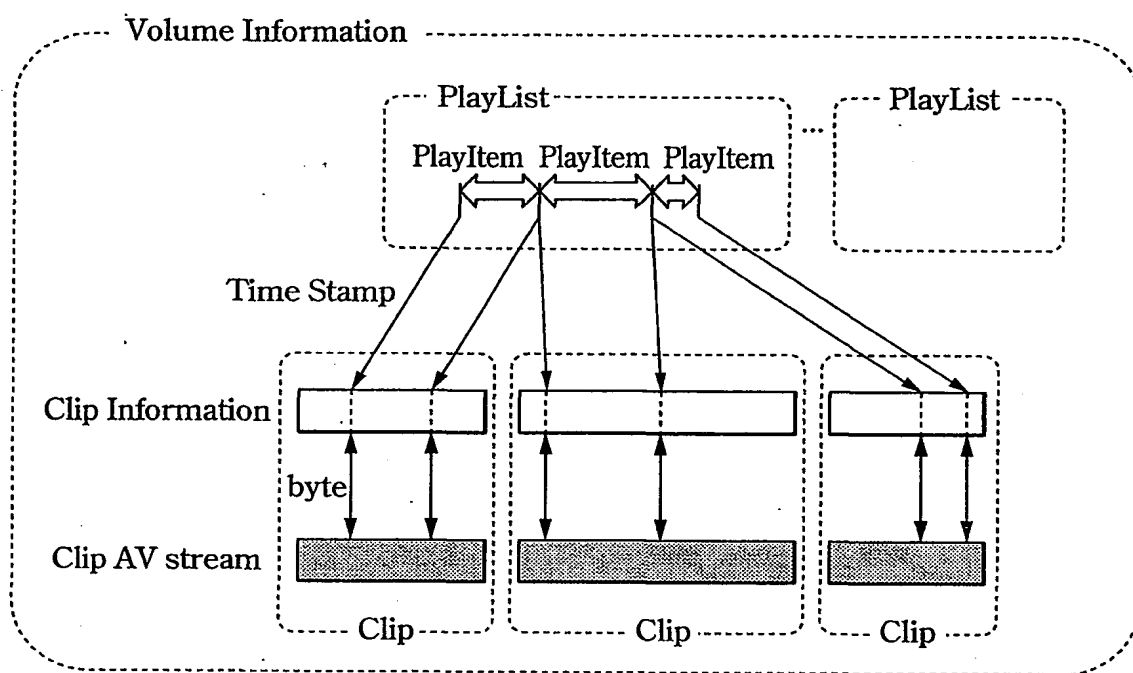 Volume Information
PlayList
PlayList
...
PlayItem PlayItem PlayItem
Time Stamp
Clip Information
byte
Clip AV stream
Clip
Clip
Clip